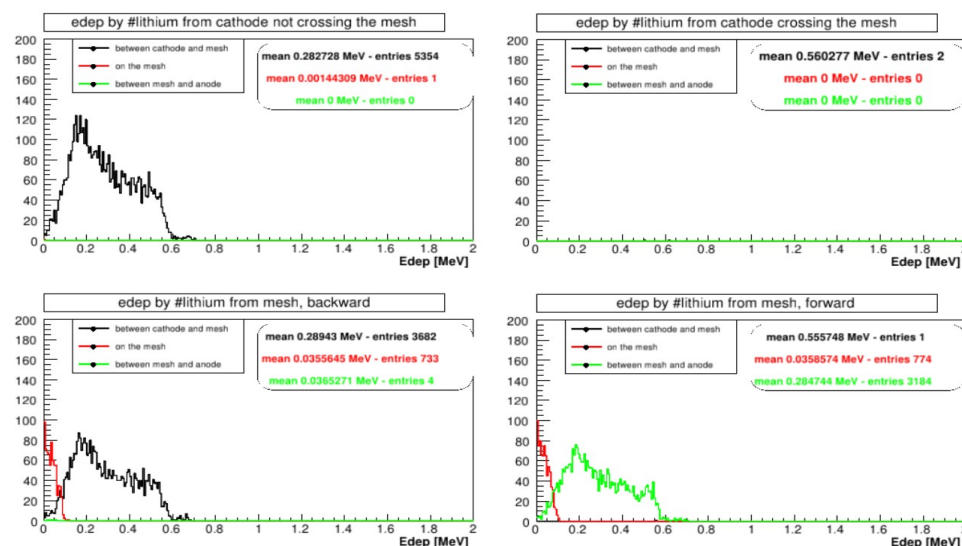 edep by #lithium from cathode not crossing the mesh
between cathode and mesh
on the mesh
between mesh and anode
mean 0.282728 MeV - entries 5354
mean 0.00144309 MeV - entries 1
mean 0 MeV - entries 0
200
180
160
140
120
100
80
60
40
20
0
0 0.2 0.4 0.6 0.8 1 1.2 1.4 1.6 1.8 2
Edep [MeV]
edep by #lithium from cathode crossing the mesh
between cathode and mesh
on the mesh
between mesh and anode
mean 0.560277 MeV - entries 2
mean 0 MeV - entries 0
mean 0 MeV - entries 0
200
180
160
140
120
100
80
60
40
20
0
0 0.2 0.4 0.6 0.8 1 1.2 1.4 1.6 1.8
Edep [MeV]
edep by #lithium from mesh, backward
between cathode and mesh
on the mesh
between mesh and anode
mean 0.28943 MeV - entries 3682
mean 0.0355645 MeV - entries 733
mean 0.0365271 MeV - entries 4
200
180
160
140
120
100
80
60
40
20
0
0 0.2 0.4 0.6 0.8 1 1.2 1.4 1.6 1.8 2
Edep [MeV]
edep by #lithium from mesh, forward
between cathode and mesh
on the mesh
between mesh and anode
mean 0.555748 MeV - entries 1
mean 0.0358574 MeV - entries 774
mean 0.284744 MeV - entries 3184
200
180
160
140
120
100
80
60
40
20
0
0 0.2 0.4 0.6 0.8 1 1.2 1.4 1.6 1.8
Edep [MeV]